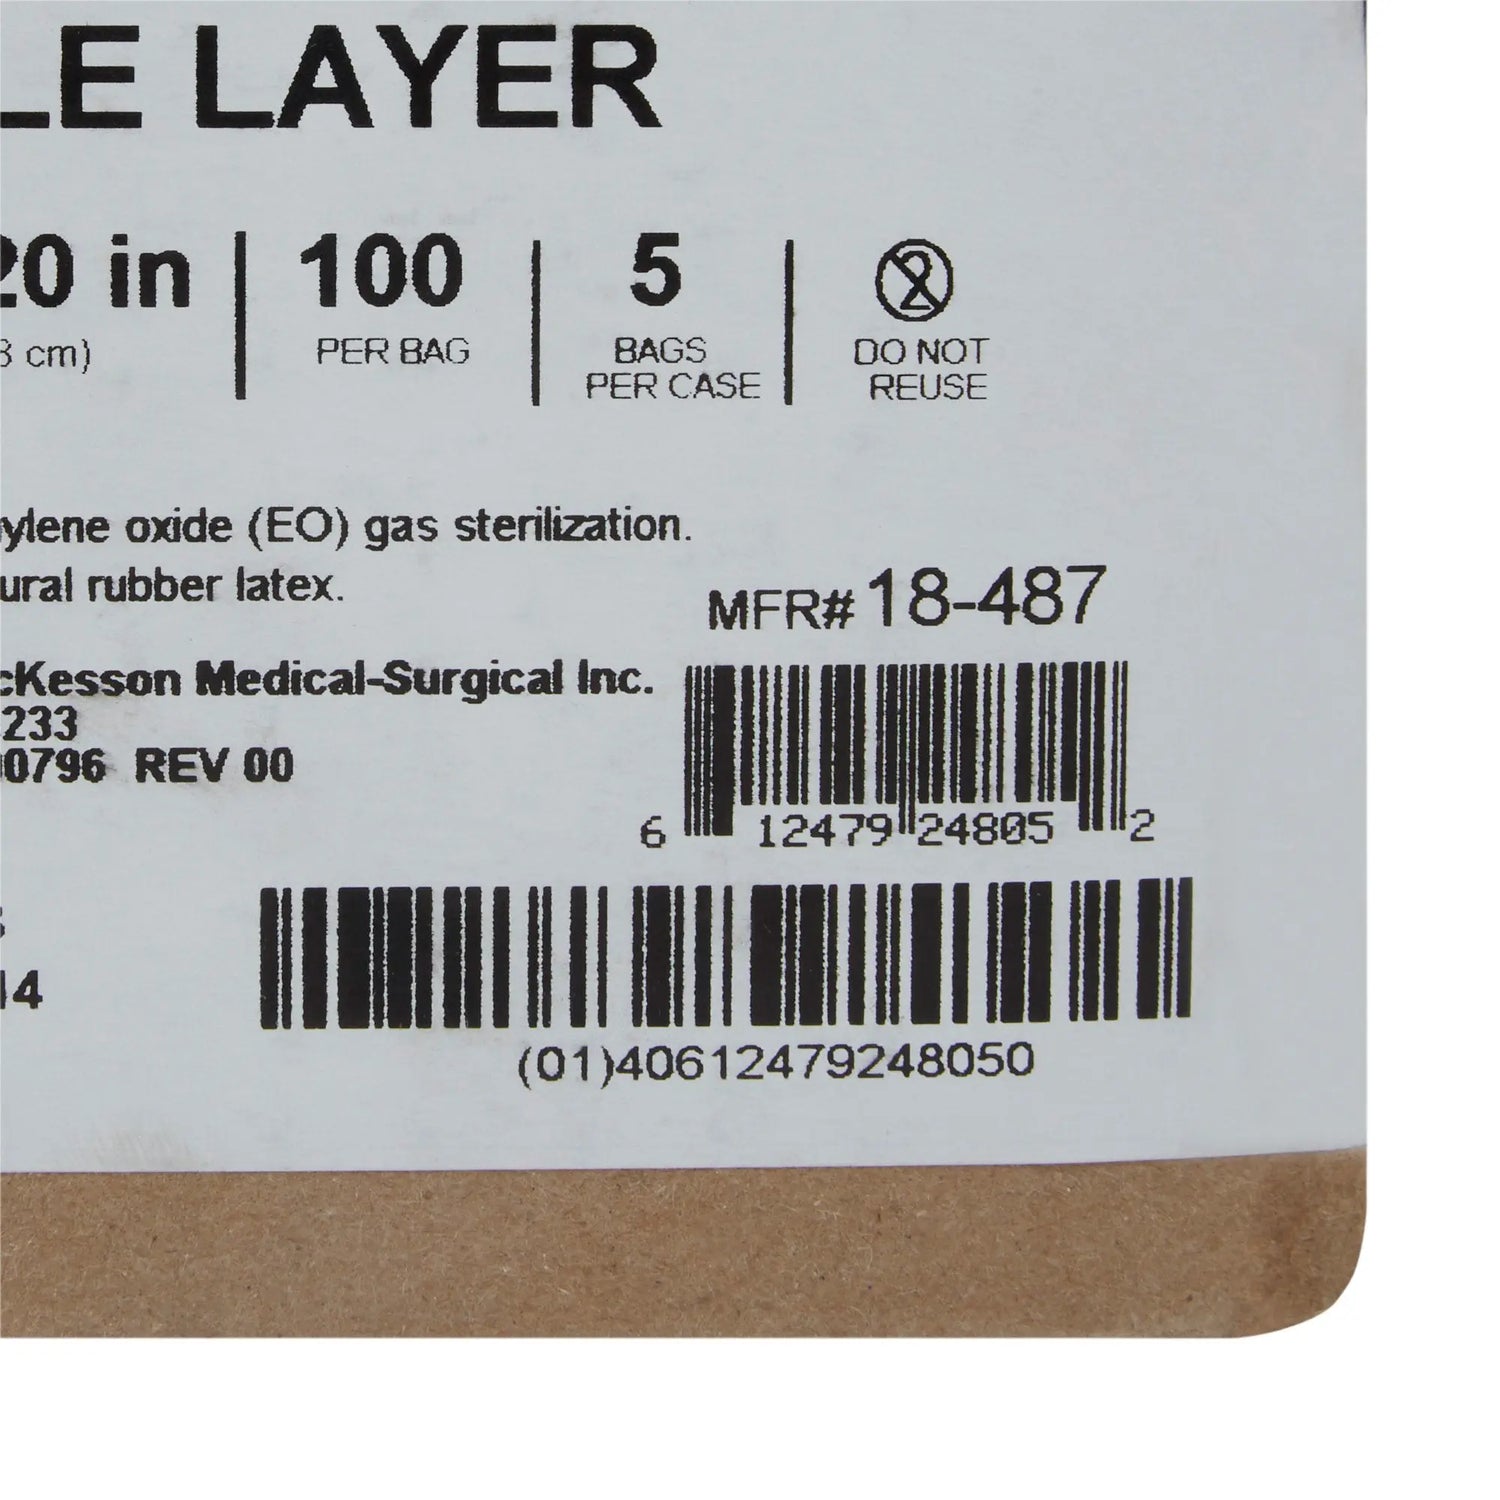 LE LAYER
20 in
100
5
8 cm)
PER BAG
BAGS
PER CASE
DO NOT
REUSE
ylene oxide (EO) gas sterilization.
ural rubber latex.
MFR# 18-487
cKesson Medical-Surgical Inc.
233
0796 REV 00
6 12479 24805 2
14
(01)40612479248050